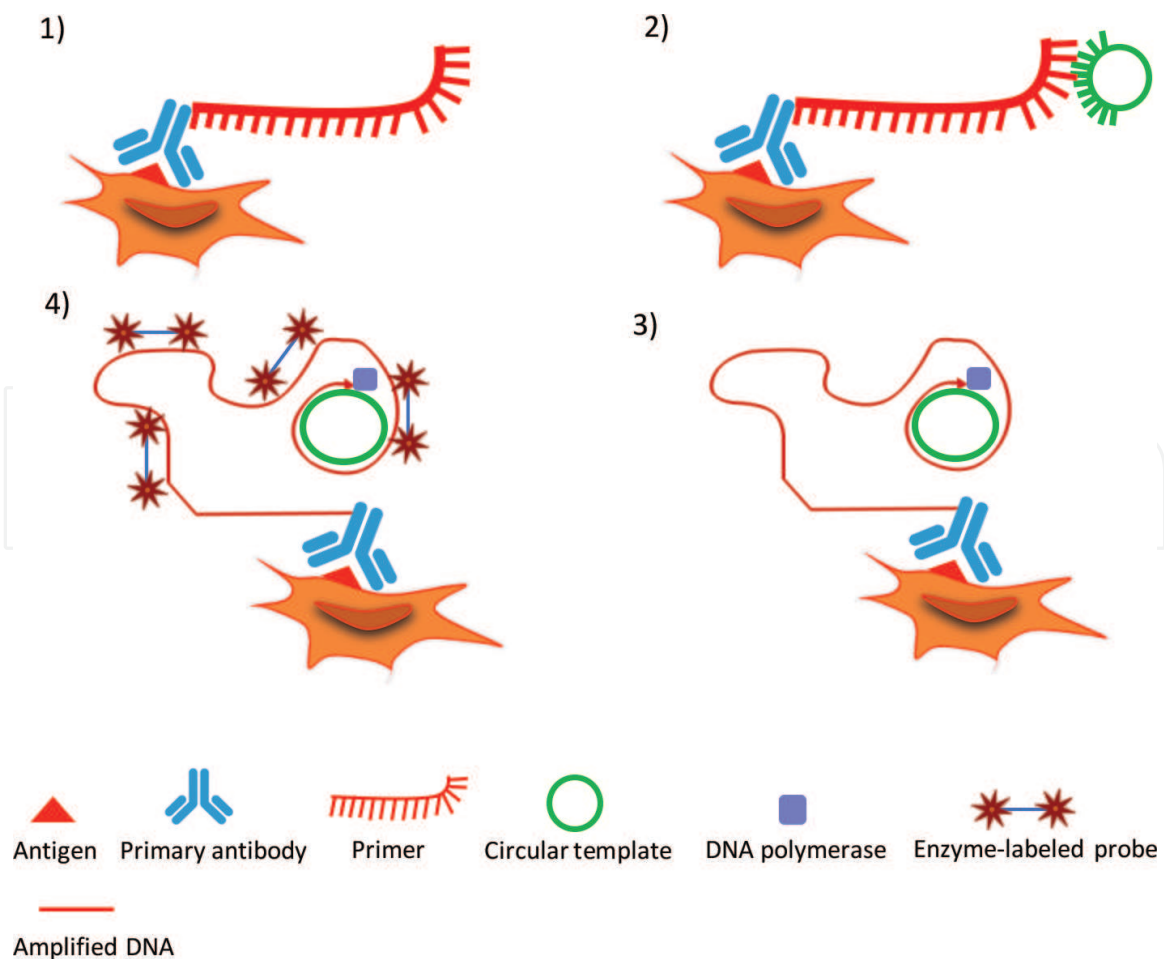 1)
2)
4)
3)
Antigen
Primary antibody
Primer
Circular template
DNA polymerase
Enzyme-labeled probe
Amplified DNA